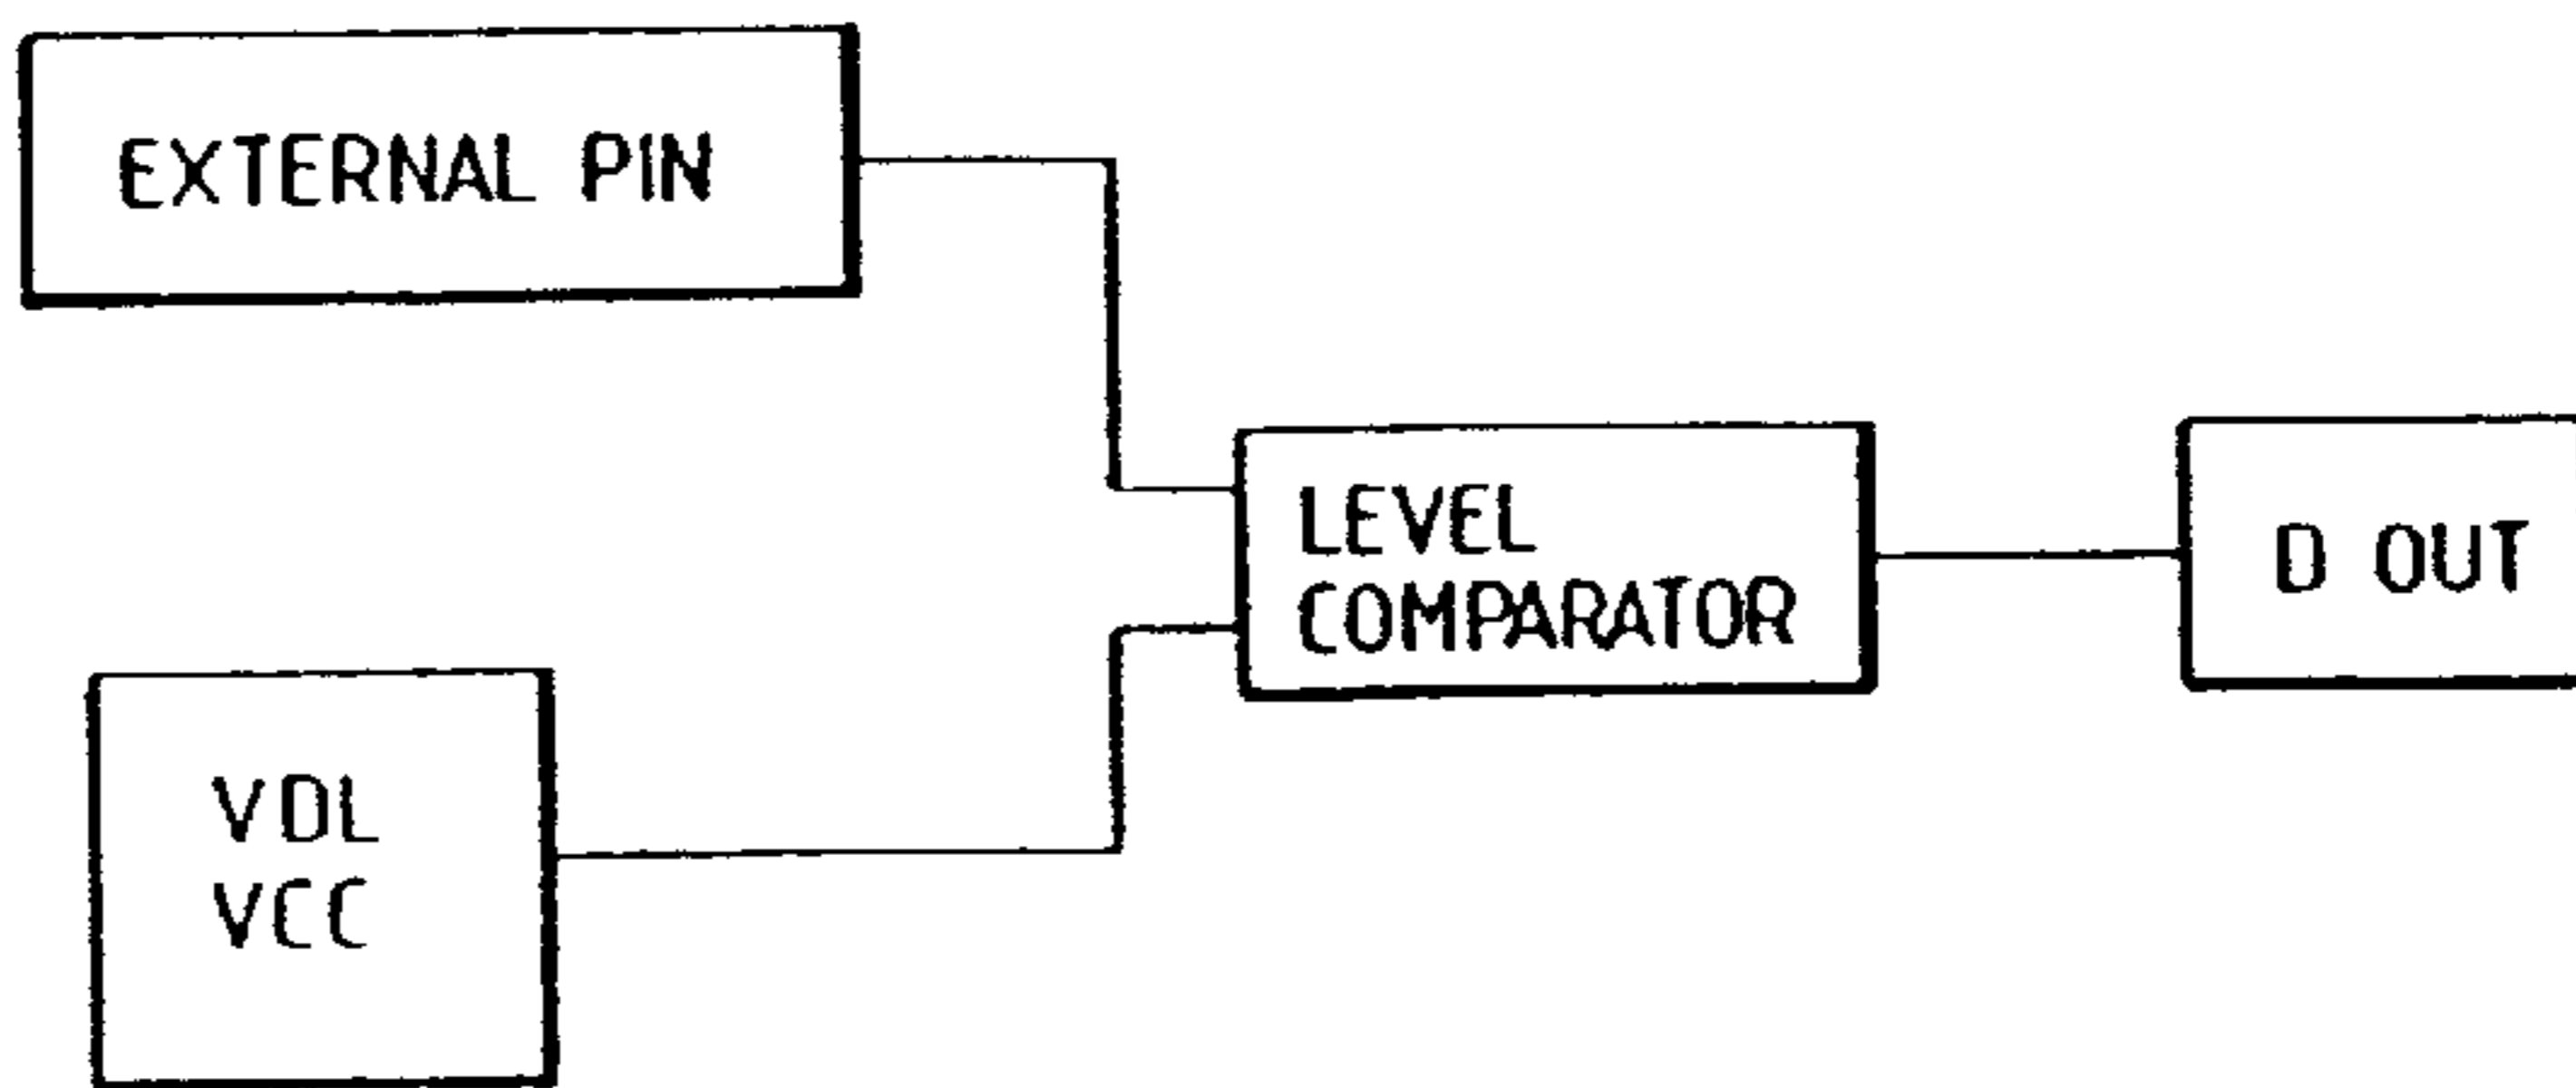 EXTERNAL PIN
LEVEL
COMPARATOR
D OUT
VDL
VCC